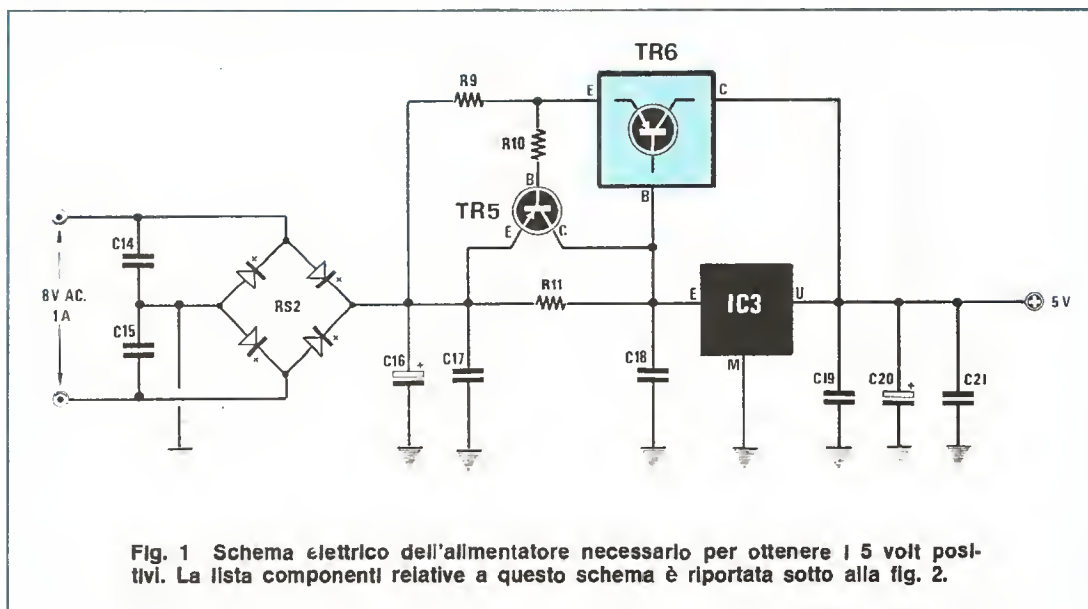 TR6
R9
E
C
R10
B
B
TR5
E
C
C14
8V AC.
1A
C15
RS2
R11
E
IC3
U
5 V
C16
+
C17
C18
M
C19
C20
+
C21
Fig. 1 Schema elettrico dell'alimentatore necessario per ottenere i 5 volt posi-
tivi. La lista componenti relative a questo schema è riportata sotto alla fig. 2.